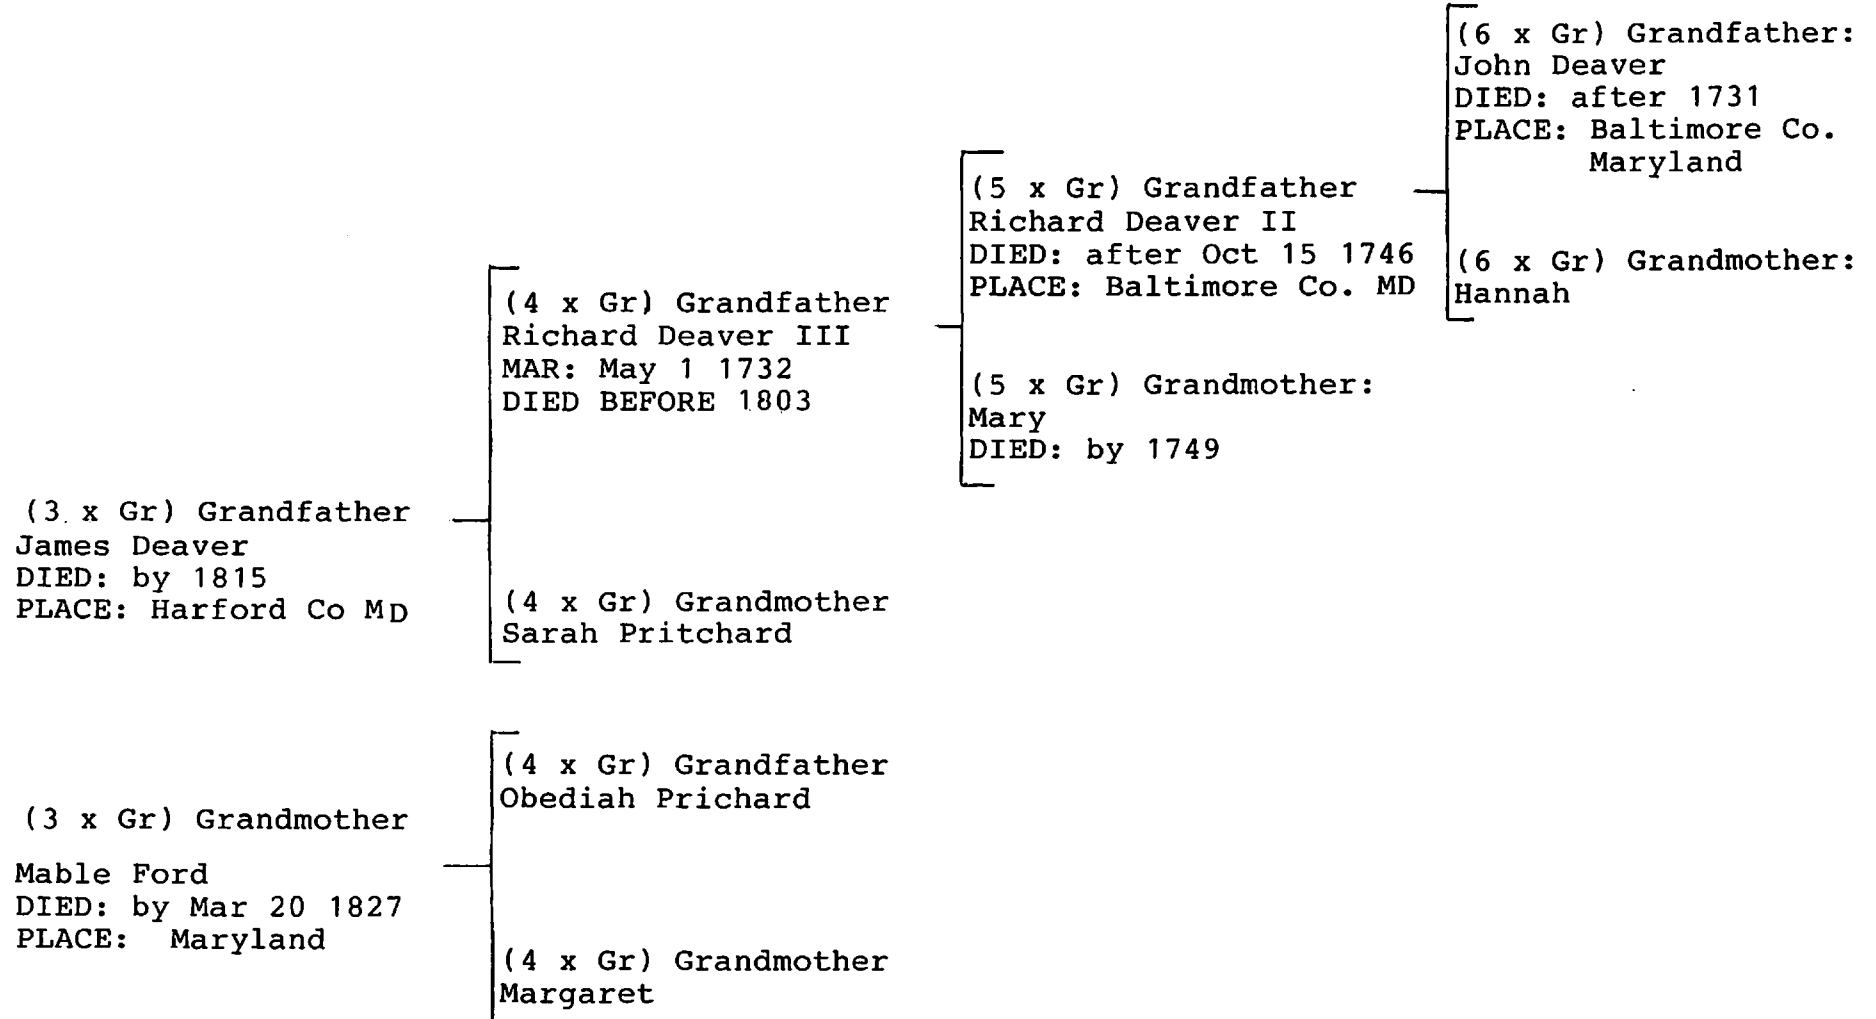 (6 x Gr) Grandfather:
John Deaver
DIED: after 1731
PLACE: Baltimore Co.
Maryland
(6 x Gr) Grandmother:
Hannah
(5 x Gr) Grandfather
Richard Deaver II
DIED: after Oct 15 1746
PLACE: Baltimore Co. MD
(5 x Gr) Grandmother:
Mary
DIED: by 1749
(4 x Gr) Grandfather
Richard Deaver III
MAR: May 1 1732
DIED BEFORE 1803
(4 x Gr) Grandmother
Sarah Pritchard
(3 x Gr) Grandfather
James Deaver
DIED: by 1815
PLACE: Harford Co MD
(4 x Gr) Grandfather
Obediah Prichard
(4 x Gr) Grandmother
Margaret
(3 x Gr) Grandmother
Mable Ford
DIED: by Mar 20 1827
PLACE: Maryland